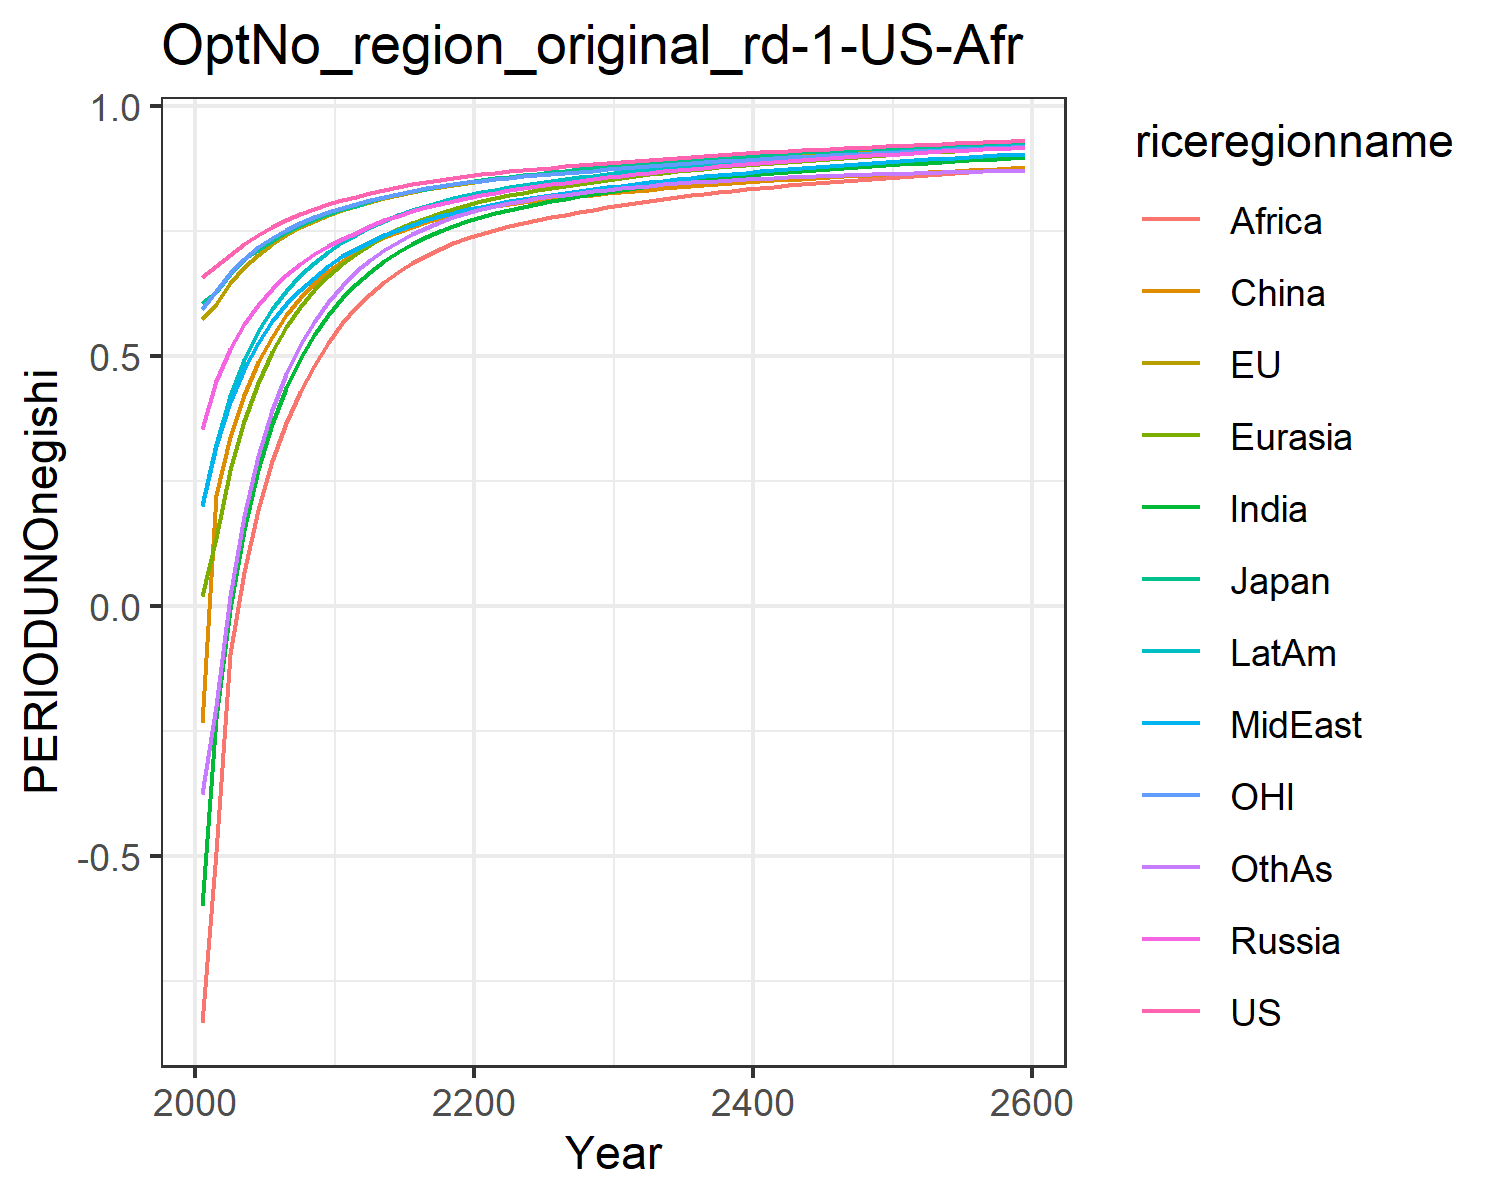 OptNo_region_original_rd-1-US-Afr
1.0
0.5
0.0
-0.5
PERIODUNOnegishi
2000
2200
2400
2600
Year
riceregionname
Africa
China
EU
Eurasia
India
Japan
LatAm
MidEast
OHI
OthAs
Russia
US